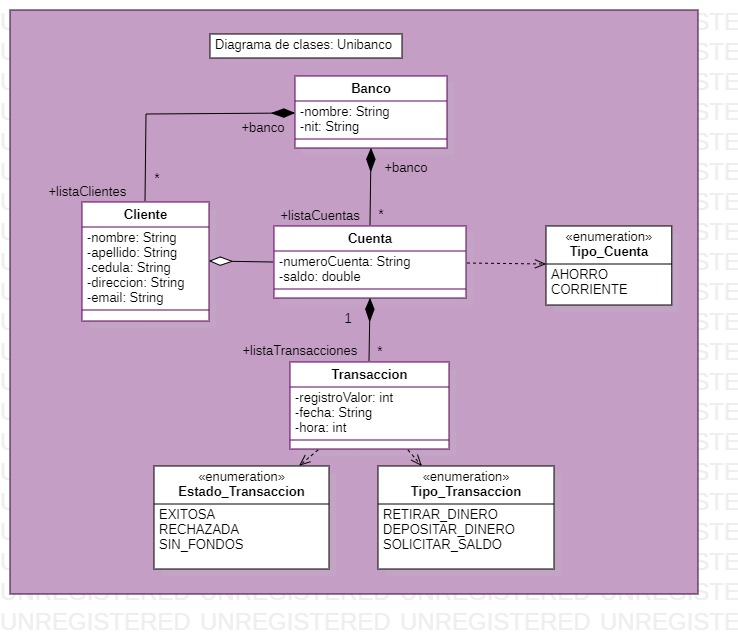 Diagrama de clases: Unibanco
Banco
-nombre: String
-nit: String
+banco
+banco
*
+listaClientes
+listaCuentas
*
Cliente
-nombre: String
-apellido: String
-cedula: String
-direccion: String
-email: String
Cuenta
-numeroCuenta: String
-saldo: double
«enumeration»
Tipo_Cuenta
AHORRO
CORRIENTE
1
+listaTransacciones
*
Transaccion
-registroValor: int
-fecha: String
-hora: int
«enumeration»
Estado_Transaccion
EXITOSA
RECHAZADA
SIN_FONDOS
«enumeration»
Tipo_Transaccion
RETIRAR_DINERO
DEPOSITAR_DINERO
SOLICITAR_SALDO
UNREGISTERED UNREGISTERED UNREGISTERED UNREGISTERED